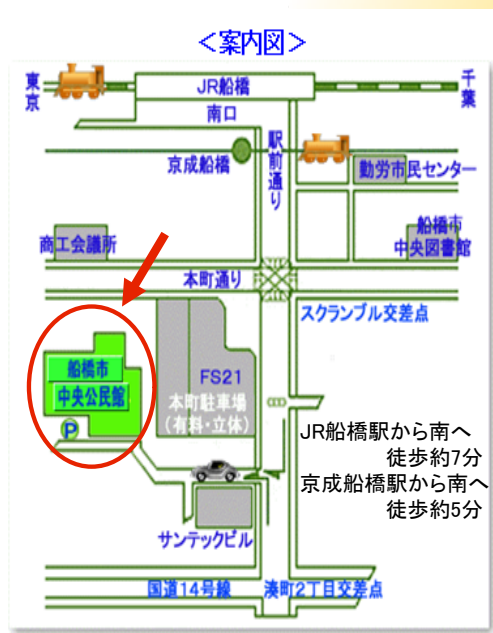 ＜案内図＞
東京
JR船橋
千葉
南口
駅前通り
京成船橋
勤労市民センター
船橋市
中央図書館
商工会議所
本町通り
スクランブル交差点
船橋市
中央公民館
P
FS21
本町駐車場
(有料・立体)
JR船橋駅から南へ
徒歩約7分
京成船橋駅から南へ
徒歩約5分
サンテックビル
国道14号線
湊町2丁目交差点